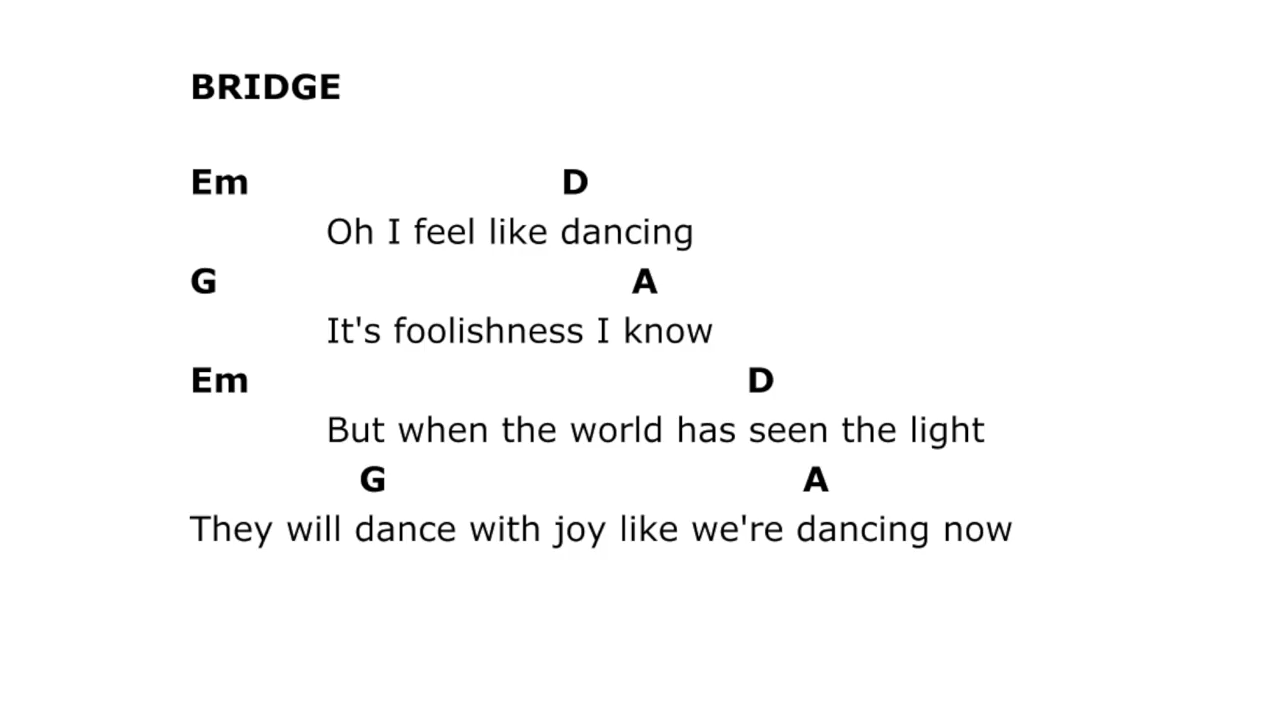 BRIDGE
Em D
Oh I feel like dancing
G A
It's foolishness I know
Em D
But when the world has seen the light
G A
They will dance with joy like we're dancing now